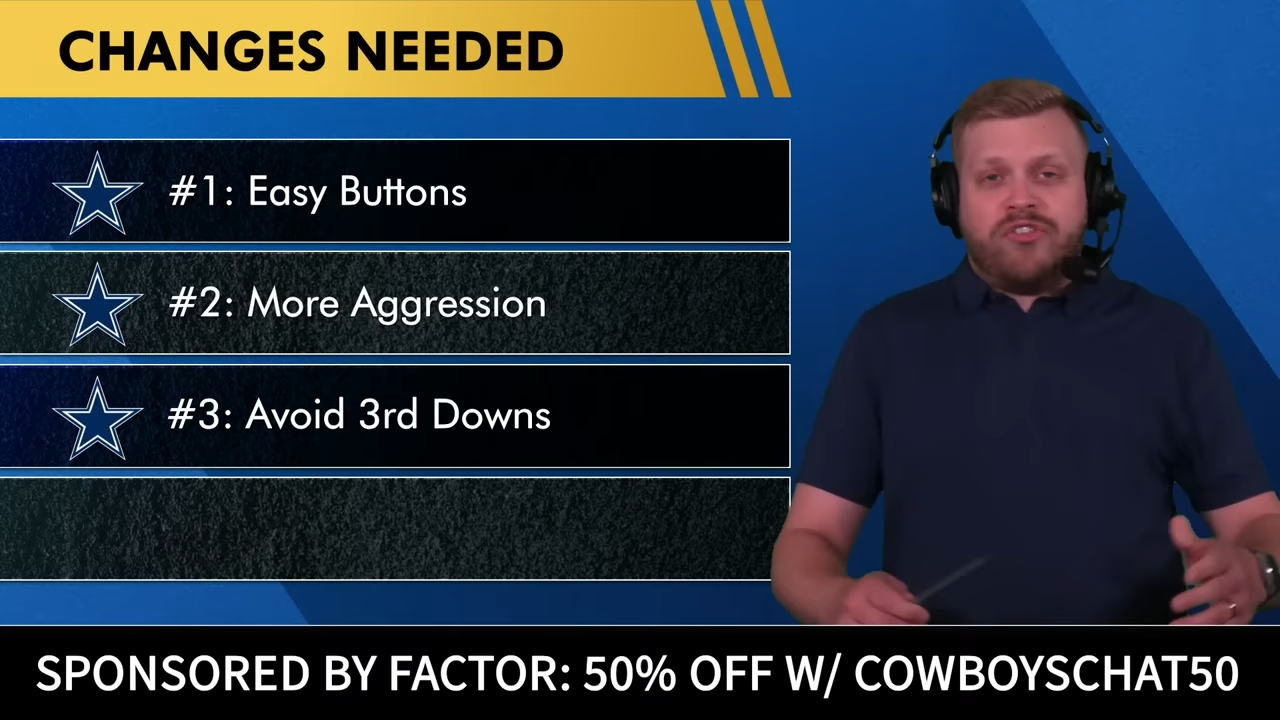 CHANGES NEEDED
#1: Easy Buttons
#2: More Aggression
#3: Avoid 3rd Downs
SPONSORED BY FACTOR: 50% OFF W/ COWBOYSCHAT50